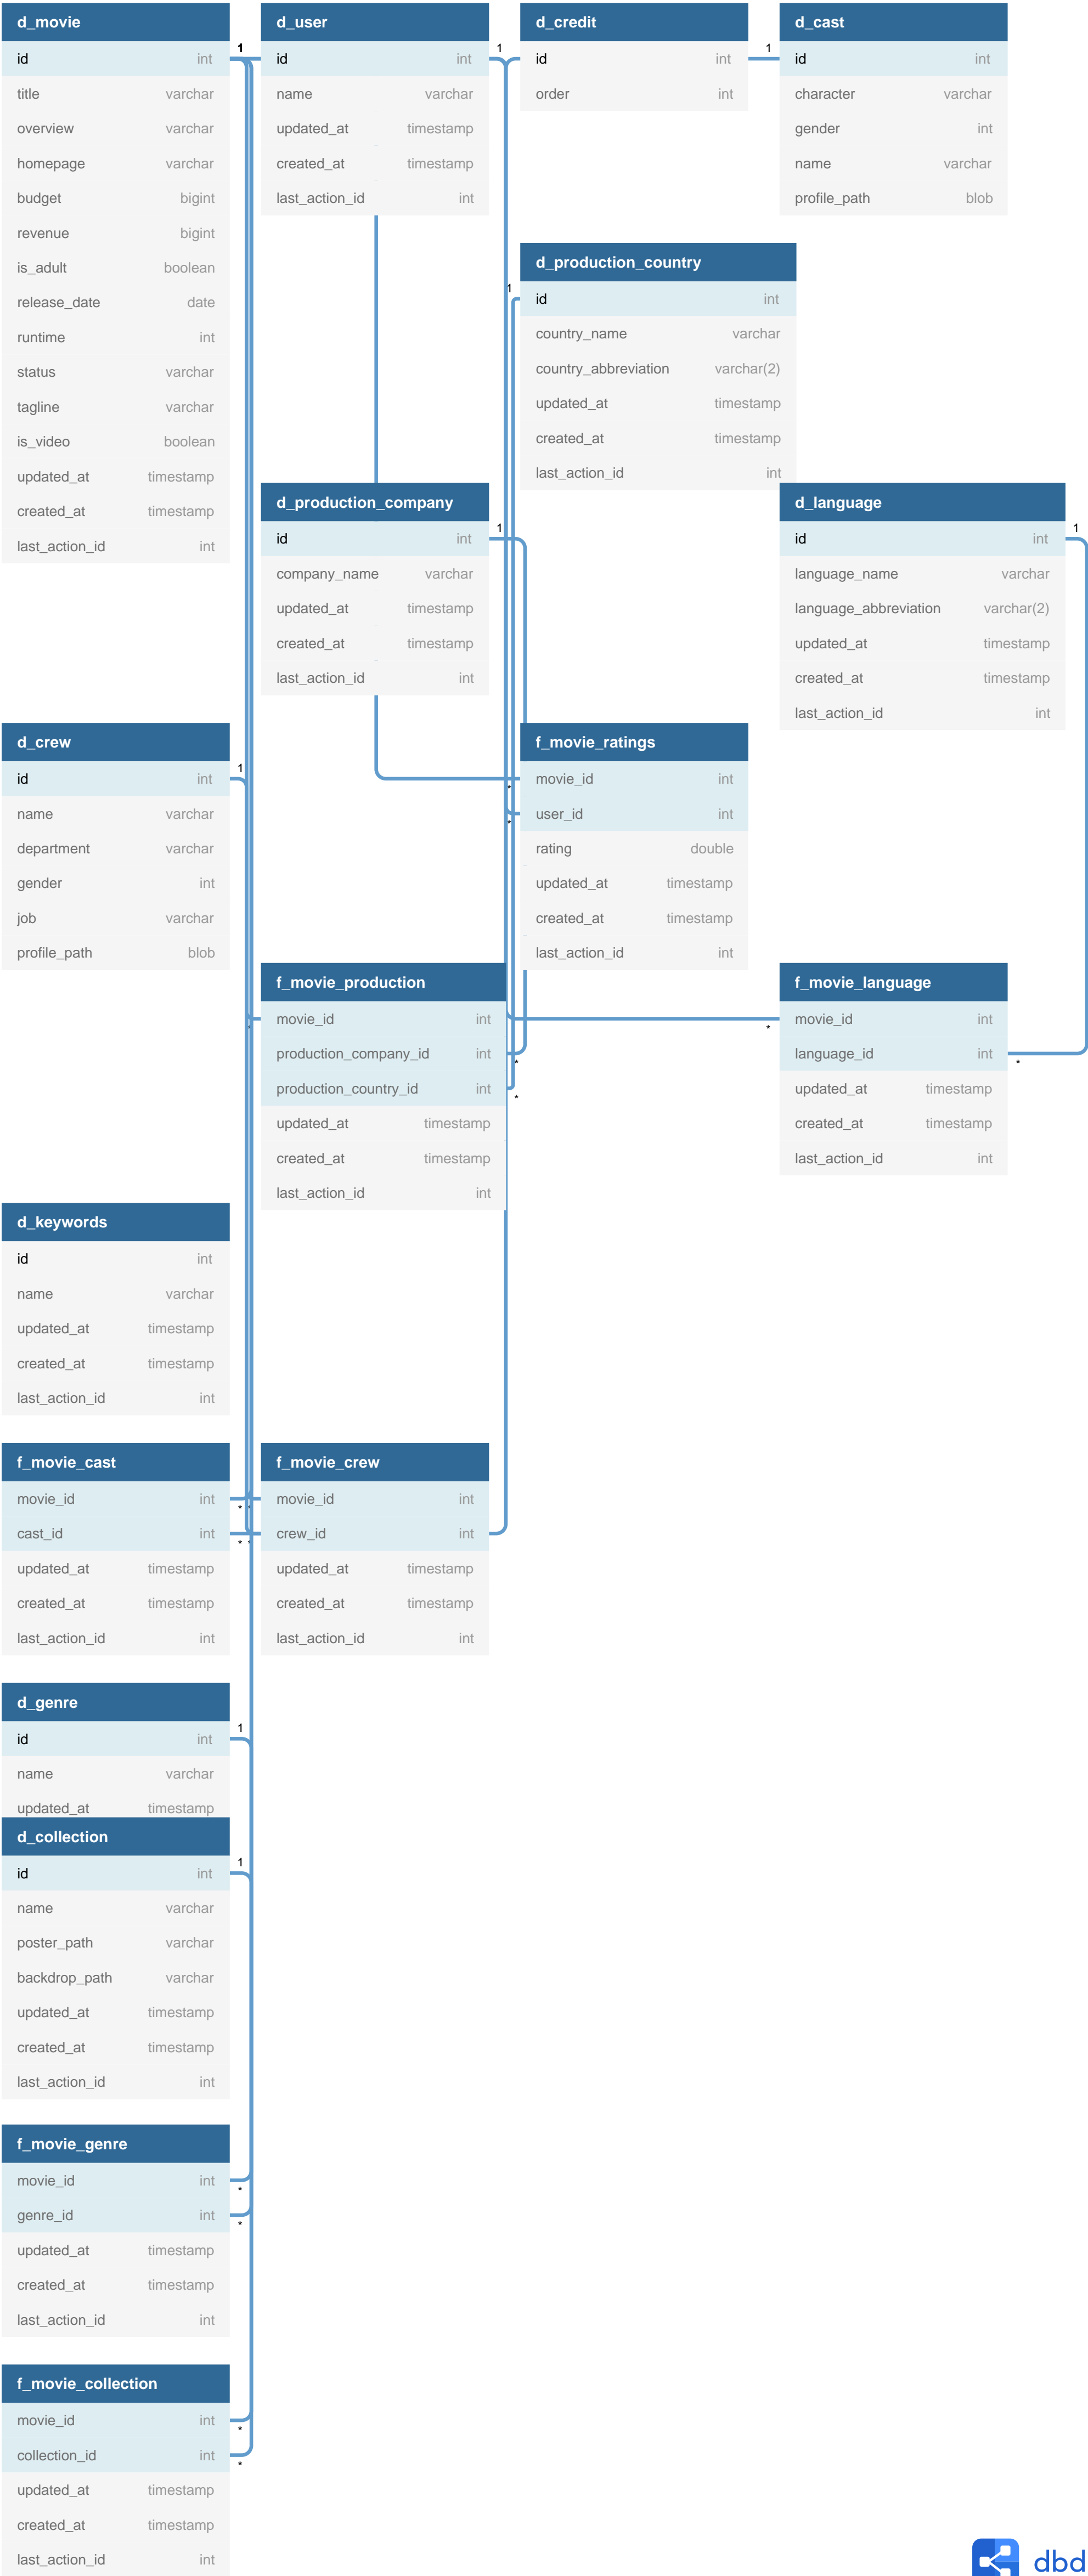 d_movie
id int
title varchar
overview varchar
homepage varchar
budget bigint
revenue bigint
is_adult boolean
release_date date
runtime int
status varchar
tagline varchar
is_video boolean
updated_at timestamp
created_at timestamp
last_action_id int
1
d_user
id int
name varchar
updated_at timestamp
created_at timestamp
last_action_id int
1
d_credit
id int
order int
1
d_cast
id int
character varchar
gender int
name varchar
profile_path blob
d_production_country
1
id int
country_name varchar
country_abbreviation varchar(2)
updated_at timestamp
created_at timestamp
last_action_id int
d_production_company
id int
1
company_name varchar
updated_at timestamp
created_at timestamp
last_action_id int
d_language
id int
1
language_name varchar
language_abbreviation varchar(2)
updated_at timestamp
created_at timestamp
last_action_id int
d_crew
id int
1
name varchar
department varchar
gender int
job varchar
profile_path blob
f_movie_ratings
movie_id int
*
user_id int
*
rating double
updated_at timestamp
created_at timestamp
last_action_id int
f_movie_production
movie_id int
*
production_company_id int
*
production_country_id int
*
updated_at timestamp
created_at timestamp
last_action_id int
f_movie_language
movie_id int
*
language_id int
*
updated_at timestamp
created_at timestamp
last_action_id int
d_keywords
id int
name varchar
updated_at timestamp
created_at timestamp
last_action_id int
f_movie_cast
movie_id int
* *
cast_id int
* *
updated_at timestamp
created_at timestamp
last_action_id int
f_movie_crew
movie_id int
crew_id int
updated_at timestamp
created_at timestamp
last_action_id int
d_genre
id int
1
name varchar
updated_at timestamp
d_collection
id int
1
name varchar
poster_path varchar
backdrop_path varchar
updated_at timestamp
created_at timestamp
last_action_id int
f_movie_genre
movie_id int
*
genre_id int
*
updated_at timestamp
created_at timestamp
last_action_id int
f_movie_collection
movie_id int
*
collection_id int
*
updated_at timestamp
created_at timestamp
last_action_id int
dbd